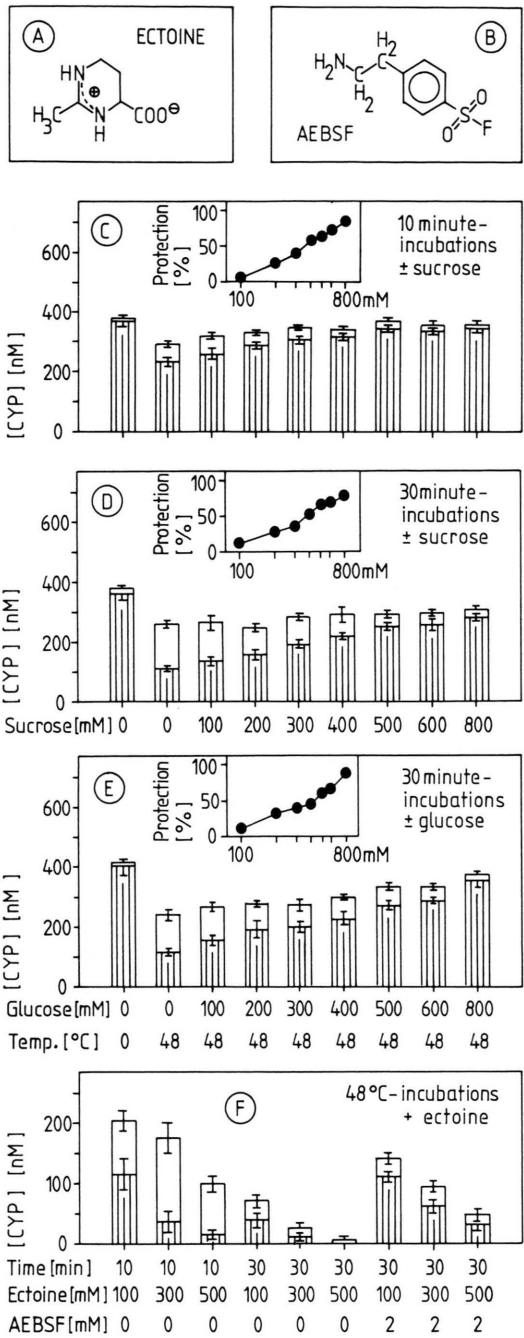 A
ECTOINE
HN
⊕
H₃C
N
H
COO⊖
B
H₂N
H₂
C
C
H₂
O
S
O
F
AEBSF
C
[CYP] [nM]
600
400
200
0
Protection
[%]
100
50
0
100
800mM
10 minute-
incubations
± sucrose
D
[CYP] [nM]
600
400
200
0
Protection
[%]
100
50
0
100
800mM
30minute-
incubations
± sucrose
Sucrose[mM] 0 0 100 200 300 400 500 600 800
E
[CYP] [nM]
600
400
200
0
Protection
[%]
100
50
0
100
800mM
30minute-
incubations
± glucose
Glucose[mM] 0 0 100 200 300 400 500 600 800
Temp.[°C] 0 48 48 48 48 48 48 48 48
F
[CYP] [nM]
200
100
0
48°C-incubations
+ ectoine
Time[min] 10 10 10 30 30 30 30 30 30
Ectoine[mM] 100 300 500 100 300 500 100 300 500
AEBSF[mM] 0 0 0 0 0 0 2 2 2